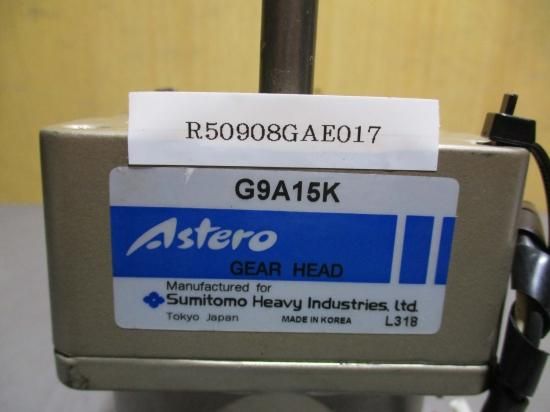 R50908GAE017
G9A15K
Astero
GEAR HEAD
Manufactured for
Sumitomo Heavy Industries, Ltd.
Tokyo Japan MADE IN KOREA L318